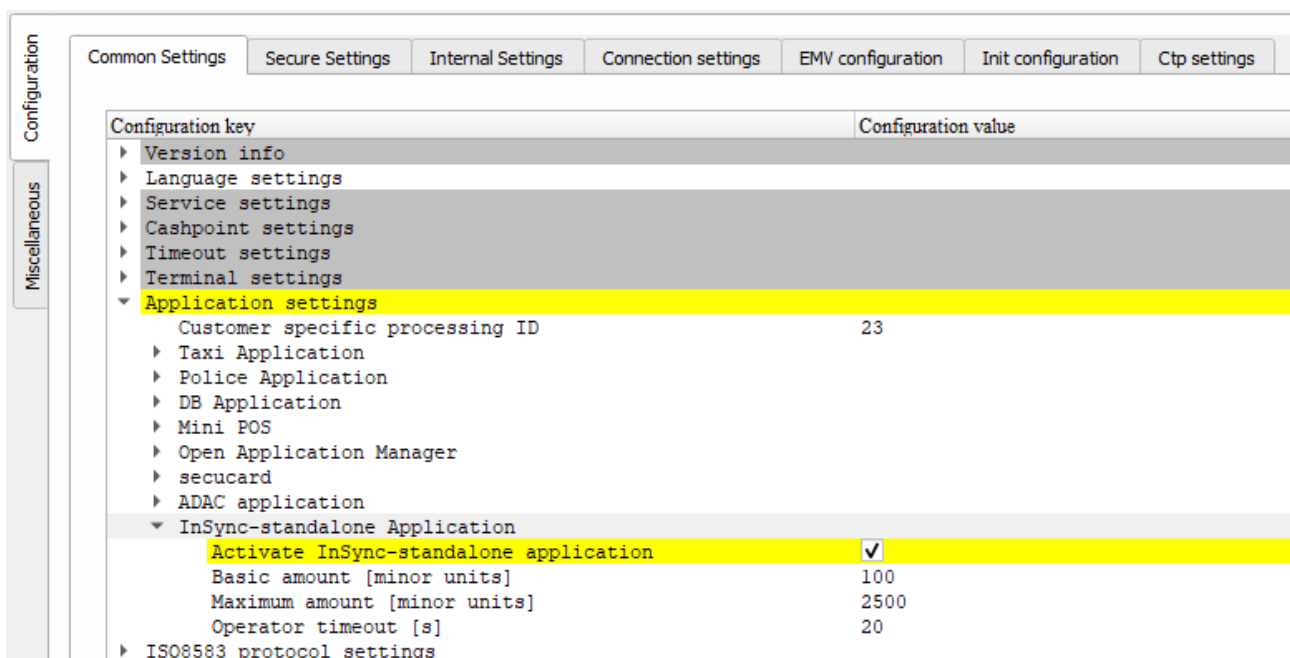 Configuration
Miscellaneous
Common Settings Secure Settings Internal Settings Connection settings EMV configuration Init configuration Ctp settings
Configuration key Configuration value
Version info
Language settings
Service settings
Cashpoint settings
Timeout settings
Terminal settings
Application settings
Customer specific processing ID 23
Taxi Application
Police Application
DB Application
Mini POS
Open Application Manager
secucard
ADAC application
InSync-standalone Application
Activate InSync-standalone application
Basic amount [minor units] 100
Maximum amount [minor units] 2500
Operator timeout [s] 20
ISO8583 protocol settings